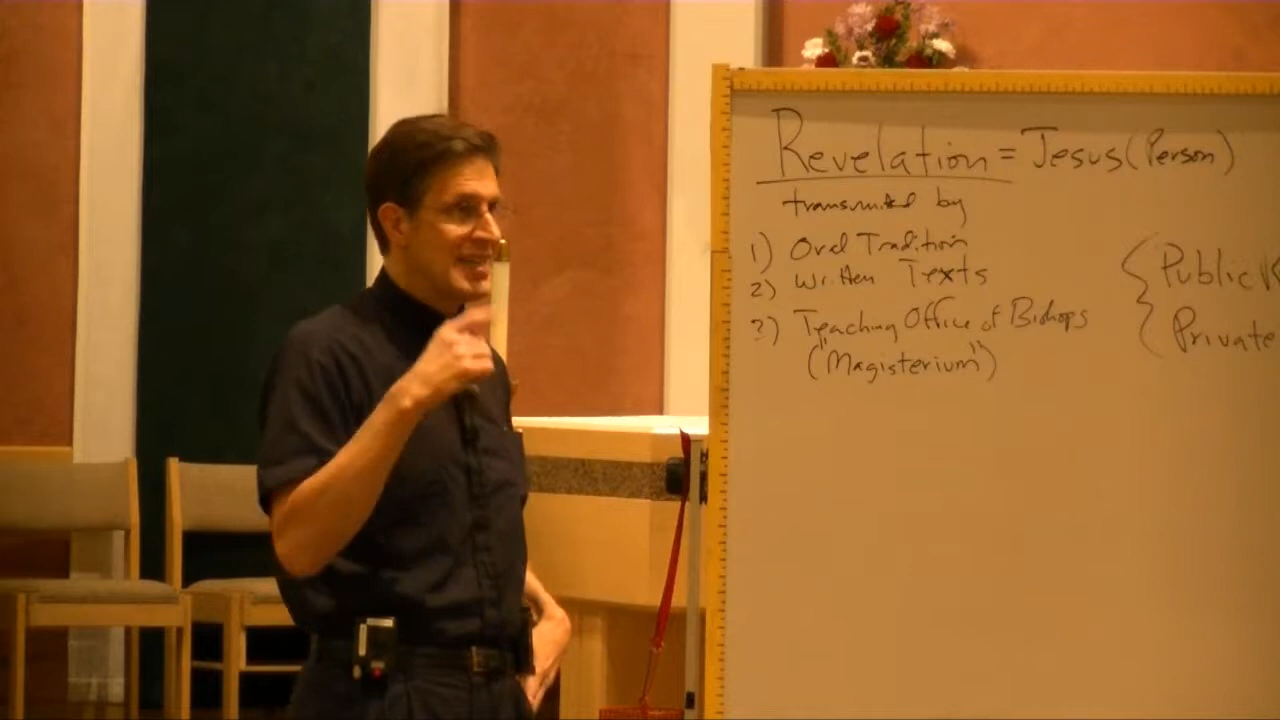 Revelation = Jesus (Person)
transmitted by
1) Oral Tradition
2) Written Texts
3) Teaching Office of Bishops
("Magisterium")
{ Public
Private